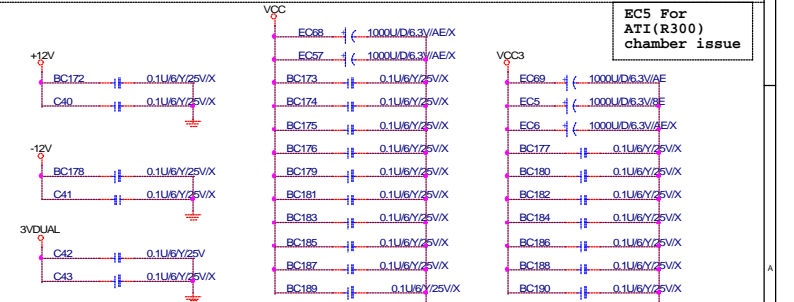 EC5 For
ATI(R300)
chamber issue
+12V
BC172 0.1U/6/Y/25V/X
C40 0.1U/6/Y/25V/X
-12V
BC178 0.1U/6/Y/25V/X
C41 0.1U/6/Y/25V/X
3VDUAL
C42 0.1U/6/Y/25V
C43 0.1U/6/Y/25V/X
VCC
EC68 + 1000U/D/6.3V//AE/X
EC57 + 1000U/D/6.3V//AE/X
BC173 0.1U/6/Y/25V/X
BC174 0.1U/6/Y/25V/X
BC175 0.1U/6/Y/25V/X
BC176 0.1U/6/Y/25V/X
BC179 0.1U/6/Y/25V/X
BC181 0.1U/6/Y/25V/X
BC183 0.1U/6/Y/25V/X
BC185 0.1U/6/Y/25V/X
BC187 0.1U/6/Y/25V/X
BC189 0.1U/6/Y/25V/X
VCC3
EC69 + 1000U/D/6.3V//AE
EC5 + 1000U/D/6.3V/8E
EC6 + 1000U/D/6.3V//AE/X
BC177 0.1U/6/Y/25V/X
BC180 0.1U/6/Y/25V/X
BC182 0.1U/6/Y/25V/X
BC184 0.1U/6/Y/25V/X
BC186 0.1U/6/Y/25V/X
BC188 0.1U/6/Y/25V/X
BC190 0.1U/6/Y/25V/X
A